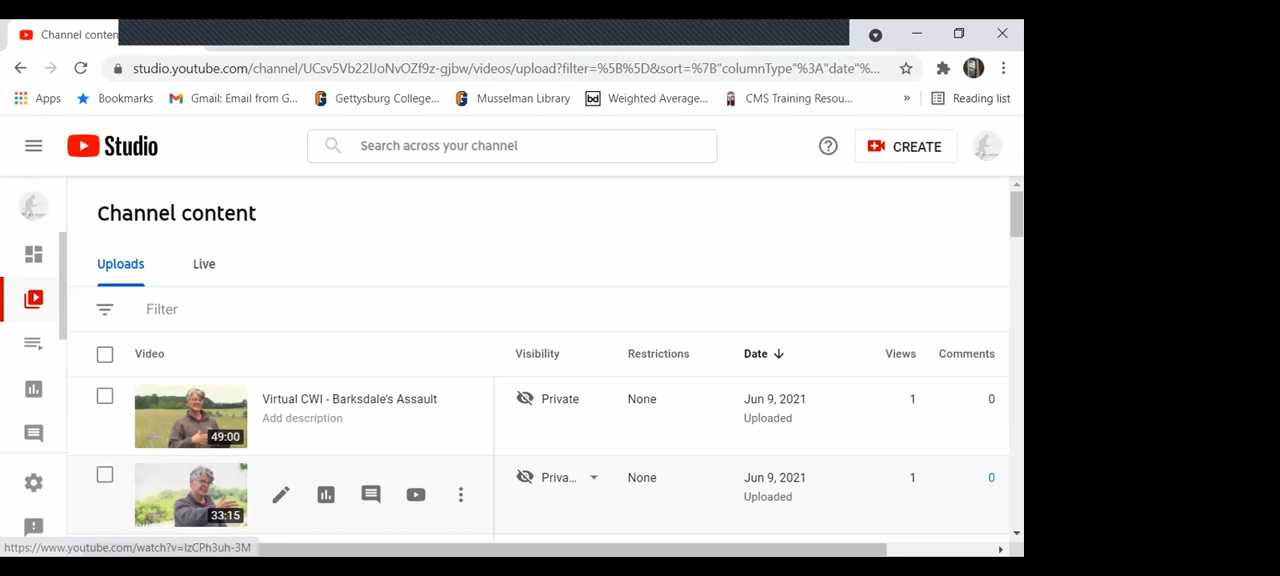 Channel conten
studio.youtube.com/channel/UCsv5Vb22lJoNvOZf9z-gjbw/videos/upload?filter=%5B%5D&sort=%7B"columnType"%3A"date"%...
Apps Bookmarks Gmail: Email from G... Gettysburg College... Musselman Library bd Weighted Average... CMS Training Resou... » Reading list
Studio Search across your channel CREATE
Channel content
Uploads Live
Filter
Video Visibility Restrictions Date Views Comments
Virtual CWI - Barksdale's Assault Private None Jun 9, 2021 1 0
Add description Uploaded
49:00
Priva... None Jun 9, 2021 1 0
Uploaded
33:15
https://www.youtube.com/watch?v=IzCPh3uh-3M